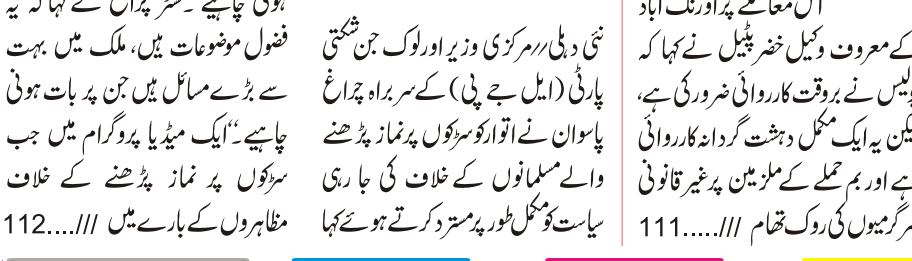 اس معاملے پر اورنگ آباد
کے معروف وکیل خضر پٹیل نے کہا کہ
پولیس نے بروقت کارروائی ضرور کی ہے،
لیکن یہ ایک مکمل دہشت گردانہ کارروائی
ہے اور بم حملے کے ملزمین پر غیر قانونی
سرگرمیوں کی روک تھام ///.....111
نئی دہلی//مرکزی وزیر اور لوک جن شکتی
پارٹی (ایل جے پی) کے سربراہ چراغ
پاسوان نے اتوار کو سڑکوں پر نماز پڑھنے
والے مسلمانوں کے خلاف کی جا رہی
سیاست کو مکمل طور پر مسترد کرتے ہوئے کہا
ہونی چاہیے ۔ مسٹر چراغ نے کہا کہ یہ
فضول موضوعات ہیں، ملک میں بہت
سے بڑے مسائل ہیں جن پر بات ہونی
چاہیے۔‘‘ایک میڈیا پروگرام میں جب
سڑکوں پر نماز پڑھنے کے خلاف
مظاہروں کے بارے میں ///....112